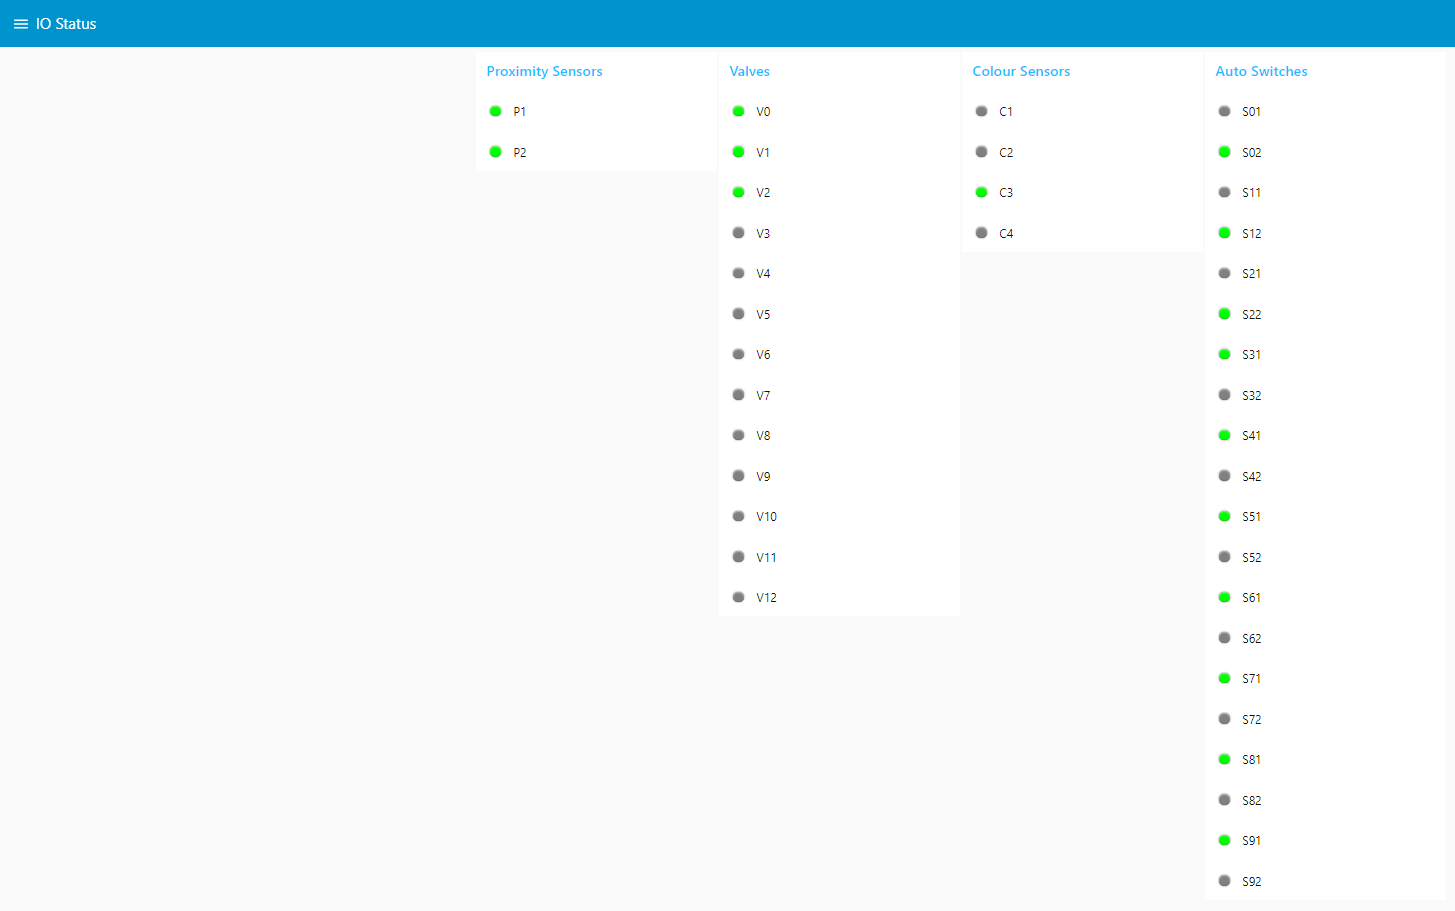 IO Status
Proximity Sensors
P1
P2
Valves
V0
V1
V2
V3
V4
V5
V6
V7
V8
V9
V10
V11
V12
Colour Sensors
C1
C2
C3
C4
Auto Switches
S01
S02
S11
S12
S21
S22
S31
S32
S41
S42
S51
S52
S61
S62
S71
S72
S81
S82
S91
S92